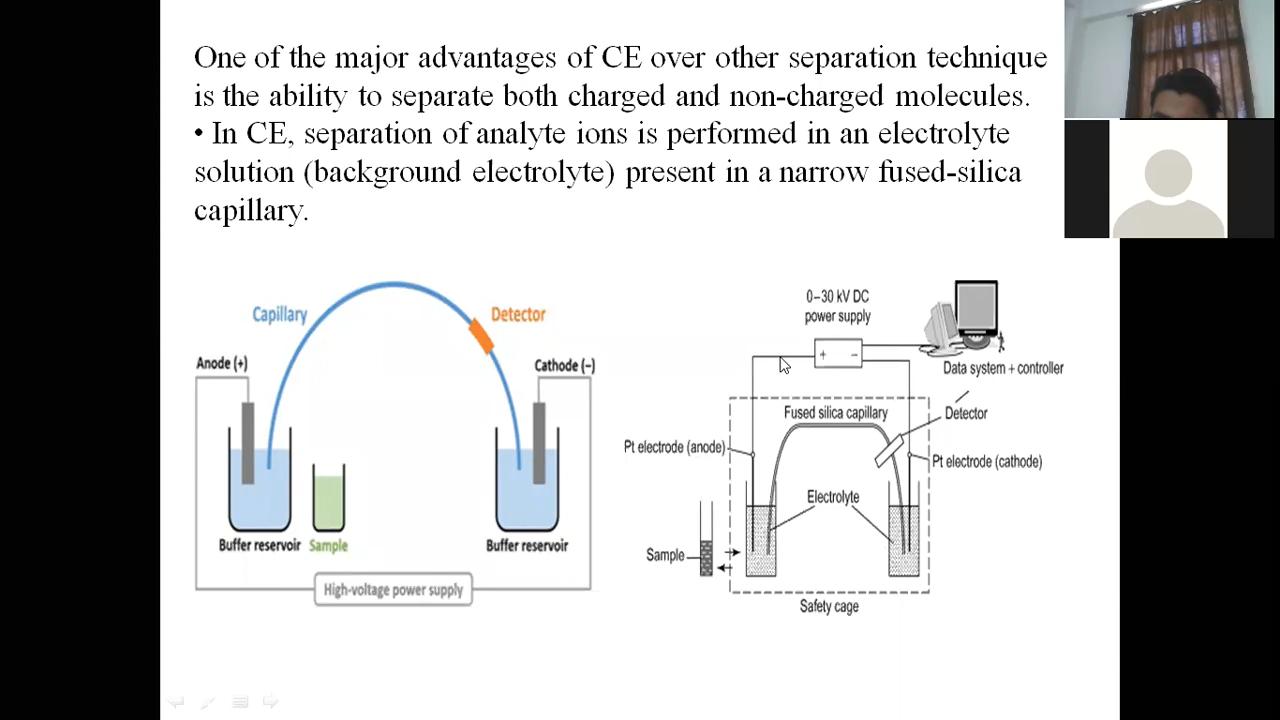 One of the major advantages of CE over other separation technique
is the ability to separate both charged and non-charged molecules.
• In CE, separation of analyte ions is performed in an electrolyte
solution (background electrolyte) present in a narrow fused-silica
capillary.
Capillary
Detector
Anode (+)
Cathode (−)
Buffer reservoir
Sample
Buffer reservoir
High-voltage power supply
0–30 kV DC
power supply
+ −
Data system + controller
Fused silica capillary
Detector
Pt electrode (anode)
Pt electrode (cathode)
Electrolyte
Sample
Safety cage